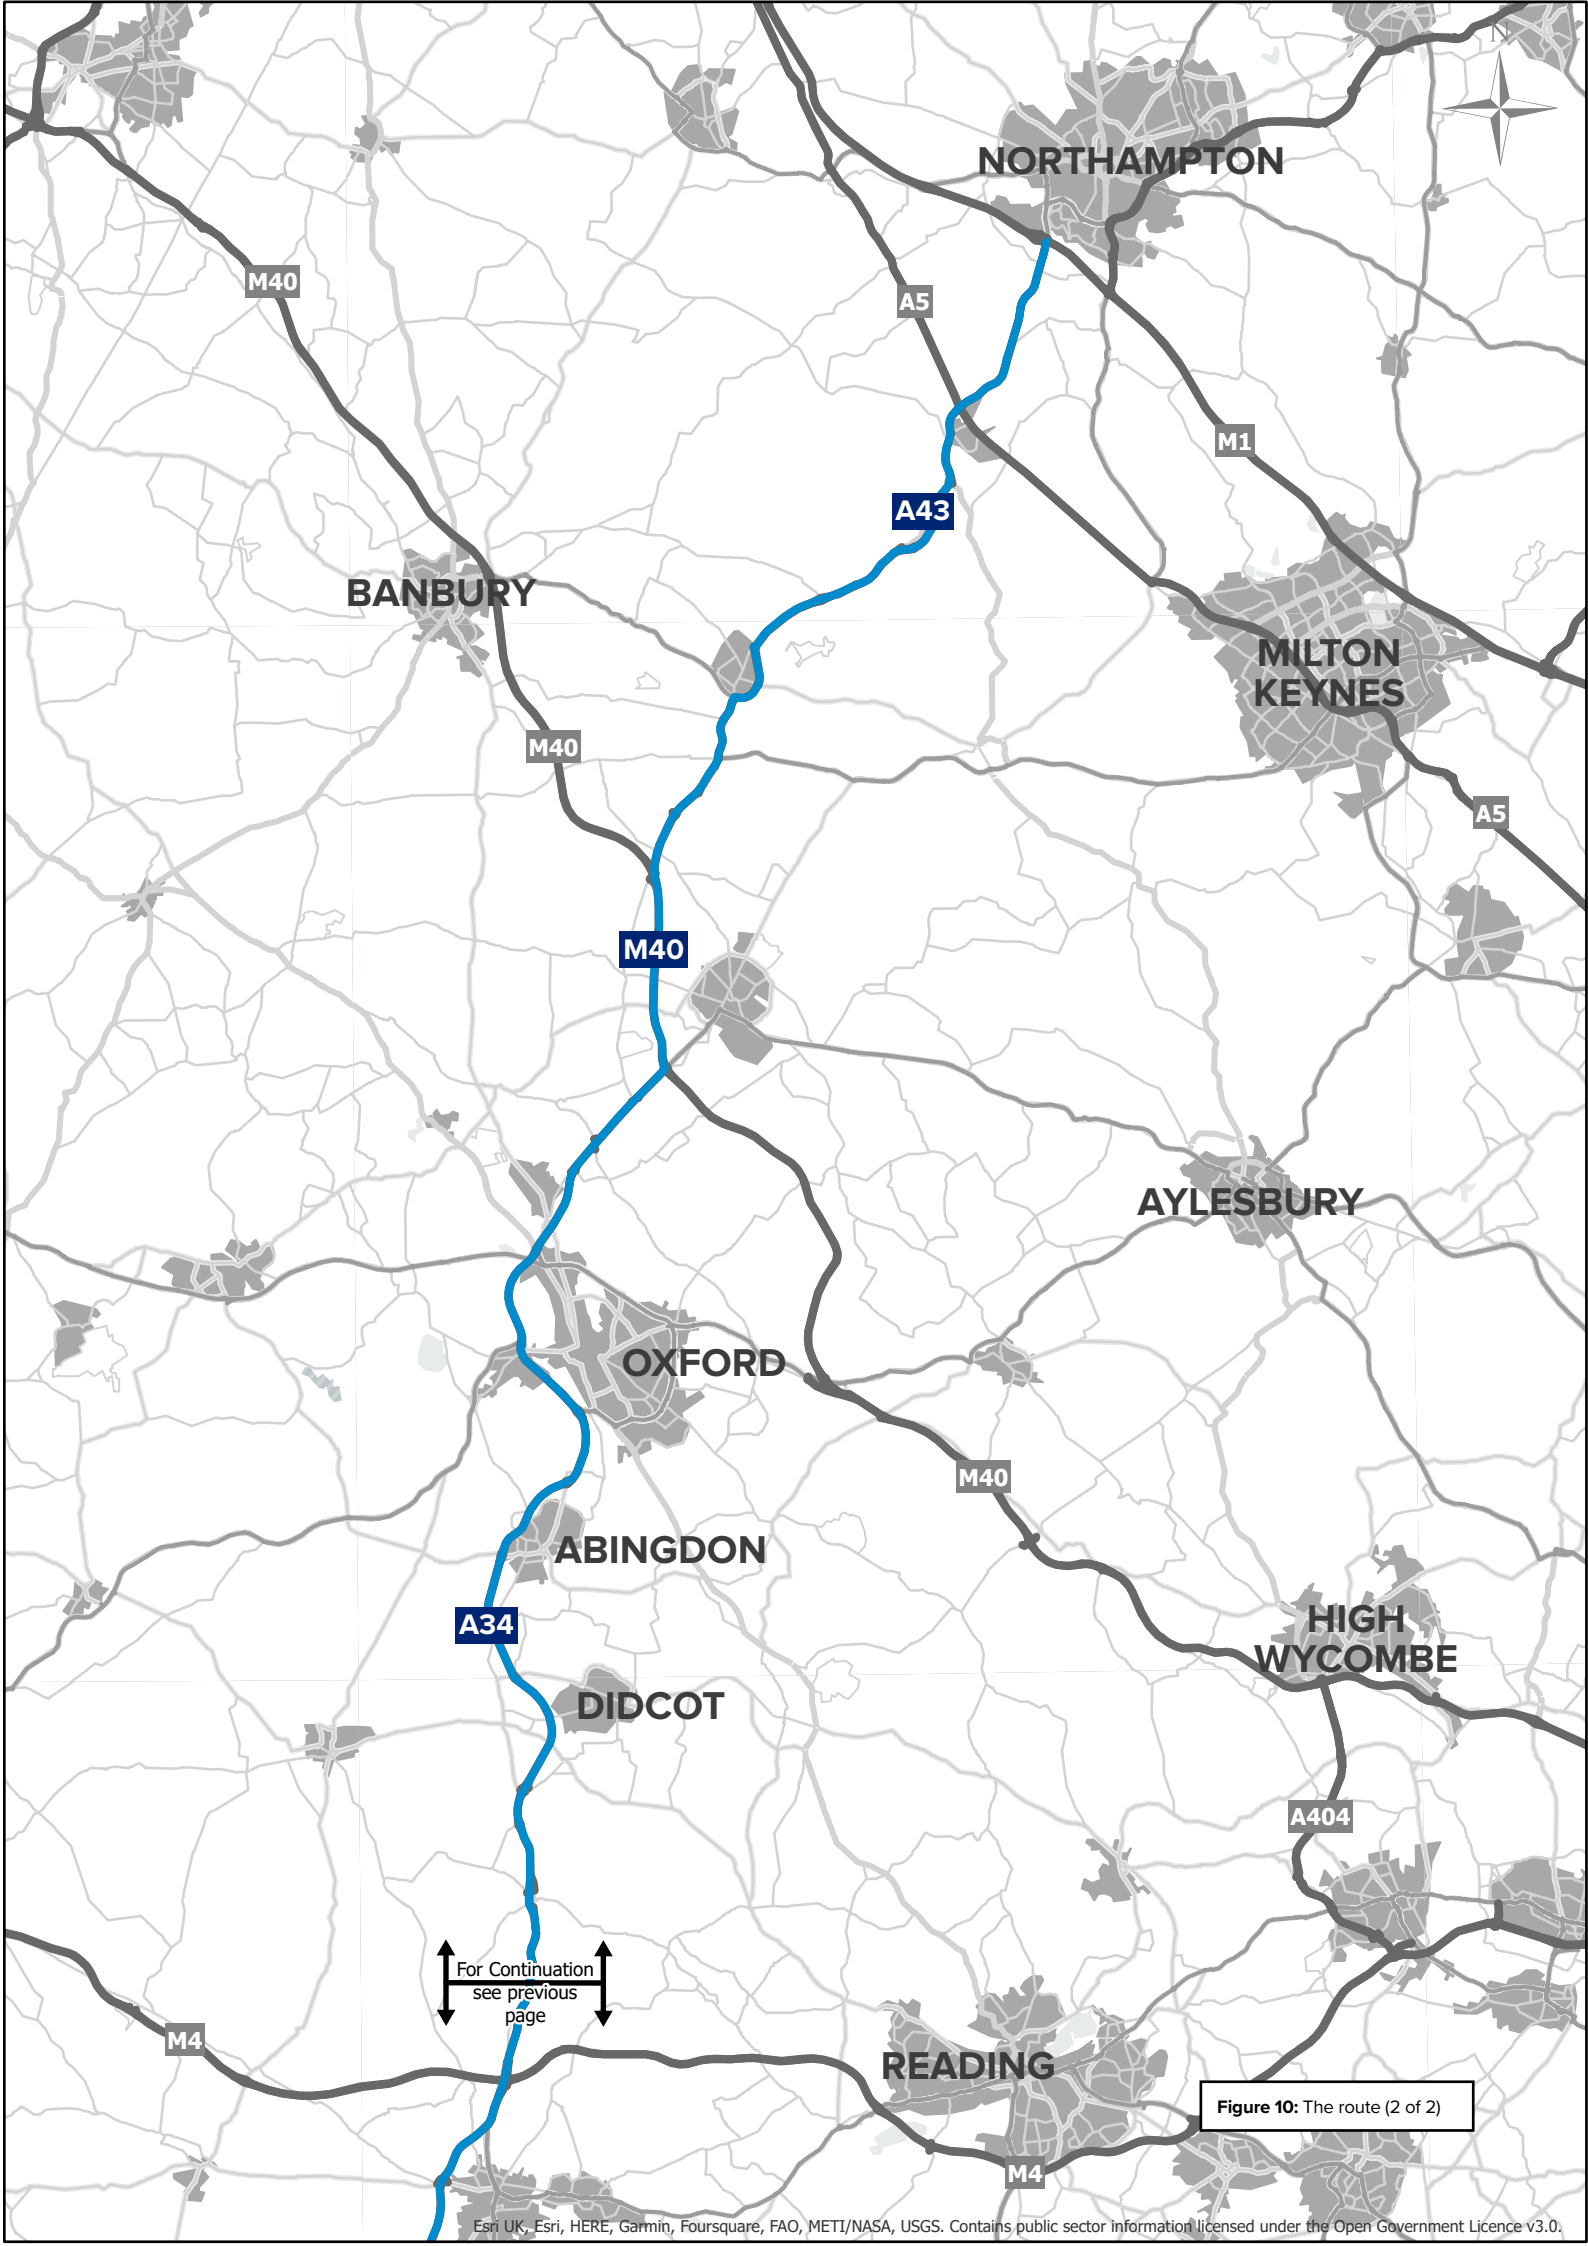 N
NORTHAMPTON
M40
A5
M1
A43
BANBURY
MILTON
KEYNES
M40
A5
M40
AYLESBURY
OXFORD
M40
ABINGDON
A34
HIGH
WYCOMBE
DIDCOT
A404
For Continuation
see previous
page
M4
READING
Figure 10: The route (2 of 2)
M4
Esri UK, Esri, HERE, Garmin, Foursquare, FAO, METI/NASA, USGS. Contains public sector information licensed under the Open Government Licence v3.0.